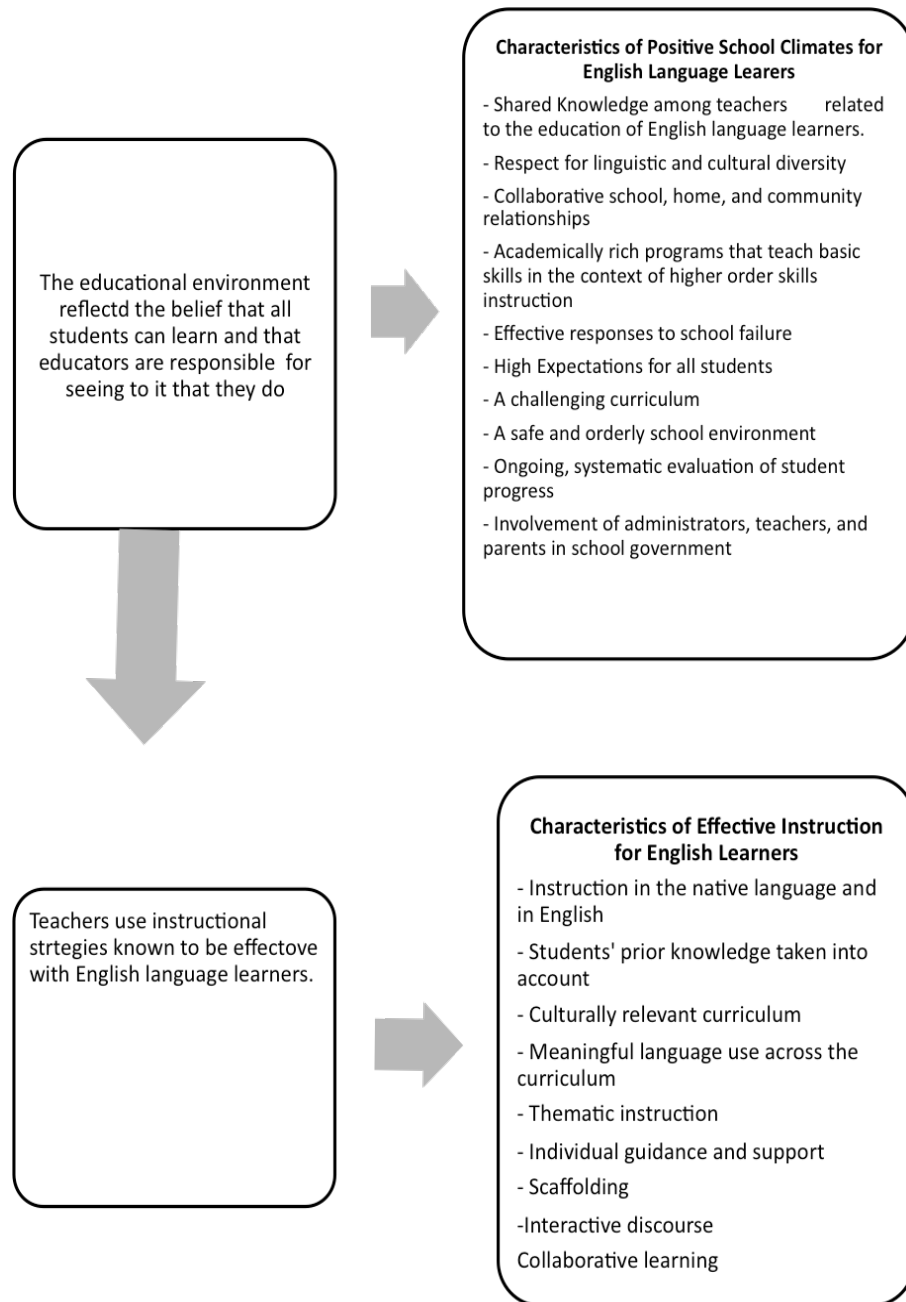 Characteristics of Positive School Climates for
English Language Learers
- Shared Knowledge among teachers related
to the education of English language learners.
- Respect for linguistic and cultural diversity
- Collaborative school, home, and community
relationships
- Academically rich programs that teach basic
skills in the context of higher order skills
instruction
- Effective responses to school failure
- High Expectations for all students
- A challenging curriculum
- A safe and orderly school environment
- Ongoing, systematic evaluation of student
progress
- Involvement of administrators, teachers, and
parents in school government
The educational environment
reflectd the belief that all
students can learn and that
educators are responsible for
seeing to it that they do
Teachers use instructional
strtegies known to be effectove
with English language learners.
Characteristics of Effective Instruction
for English Learners
- Instruction in the native language and
in English
- Students' prior knowledge taken into
account
- Culturally relevant curriculum
- Meaningful language use across the
curriculum
- Thematic instruction
- Individual guidance and support
- Scaffolding
-Interactive discourse
Collaborative learning